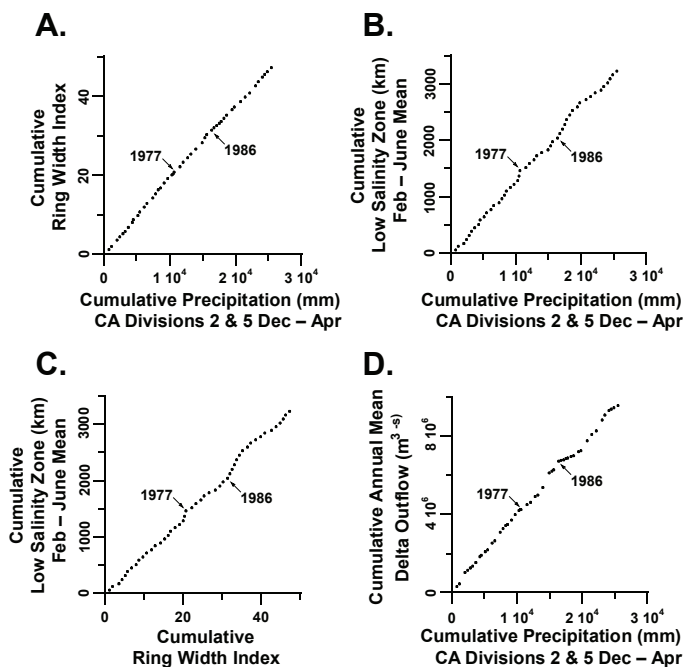 A.
Cumulative
Ring Width Index
0
20
40
1977
1986
1 10⁴
2 10⁴
3 10⁴
Cumulative Precipitation (mm)
CA Divisions 2 & 5 Dec – Apr
B.
Cumulative
Low Salinity Zone (km)
Feb – June Mean
0
1000
2000
3000
1977
1986
0
1 10⁴
2 10⁴
3 10⁴
Cumulative Precipitation (mm)
CA Divisions 2 & 5 Dec – Apr
C.
Cumulative
Low Salinity Zone (km)
Feb – June Mean
0
1000
2000
3000
1977
1986
0
20
40
Cumulative
Ring Width Index
D.
Cumulative Annual Mean
Delta Outflow (m³ ˉˢ)
0
4 10⁶
8 10⁶
1977
1986
0
1 10⁴
2 10⁴
3 10⁴
Cumulative Precipitation (mm)
CA Divisions 2 & 5 Dec – Apr